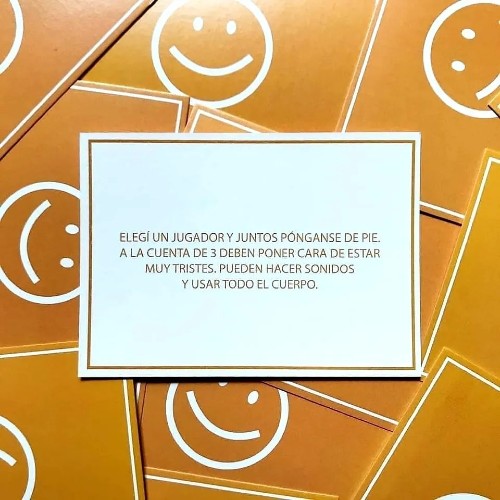 ELEGÍ UN JUGADOR Y JUNTOS PÓNGANSE DE PIE.
A LA CUENTA DE 3 DEBEN PONER CARA DE ESTAR
MUY TRISTES. PUEDEN HACER SONIDOS
Y USAR TODO EL CUERPO.